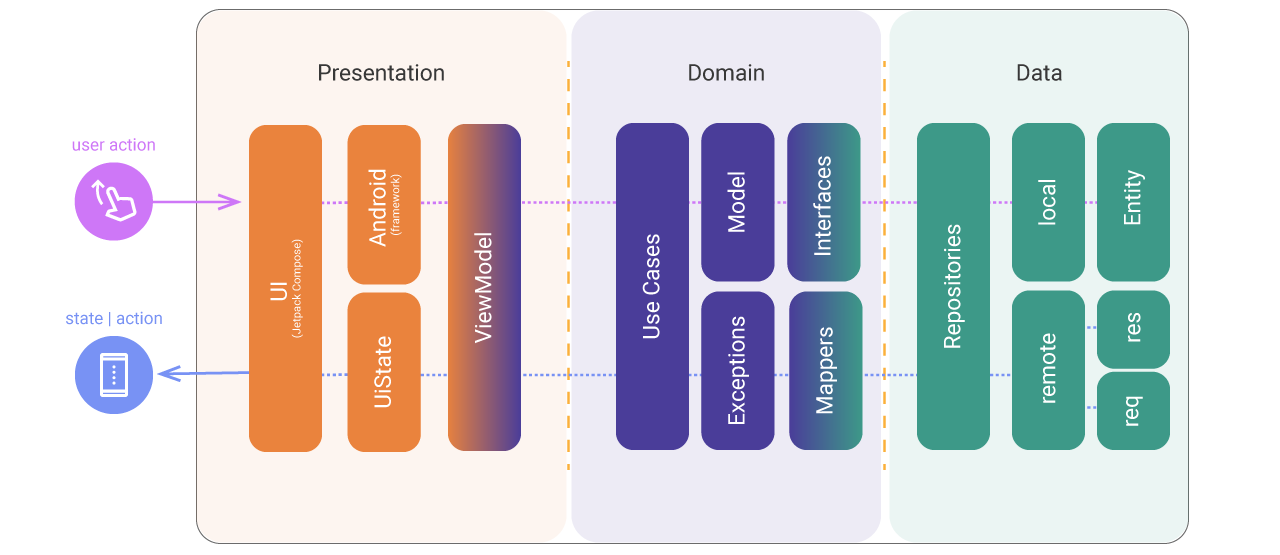 Presentation
Domain
Data
user action
state | action
UI
(Jetpack Compose)
Android
(framework)
UiState
ViewModel
Use Cases
Model
Exceptions
Interfaces
Mappers
Repositories
local
remote
Entity
res
req